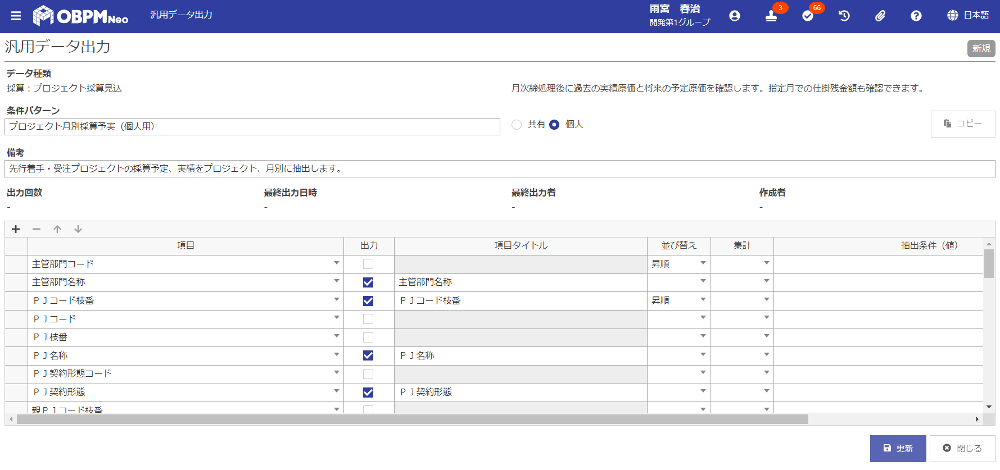 OBPM Neo
汎用データ出力
雨宮　春治
開発第1グループ
3
66
日本語
汎用データ出力
新規
データ種類
採算：プロジェクト採算見込
月次締処理後に過去の実績原価と将来の予定原価を確認します。指定月での仕掛残金額も確認できます。
条件パターン
プロジェクト月別採算予実（個人用）
共有
個人
コピー
備考
先行着手・受注プロジェクトの採算予定、実績をプロジェクト、月別に抽出します。
出力回数 最終出力日時 最終出力者 作成者
- - - -
項目 出力 項目タイトル 並び替え 集計 抽出条件（値）
主管部門コード 昇順
主管部門名称 主管部門名称
ＰＪコード枝番 ＰＪコード枝番 昇順
ＰＪコード
ＰＪ枝番
ＰＪ名称 ＰＪ名称
ＰＪ契約形態コード
ＰＪ契約形態 ＰＪ契約形態
親ＰＪコード枝番
更新
閉じる